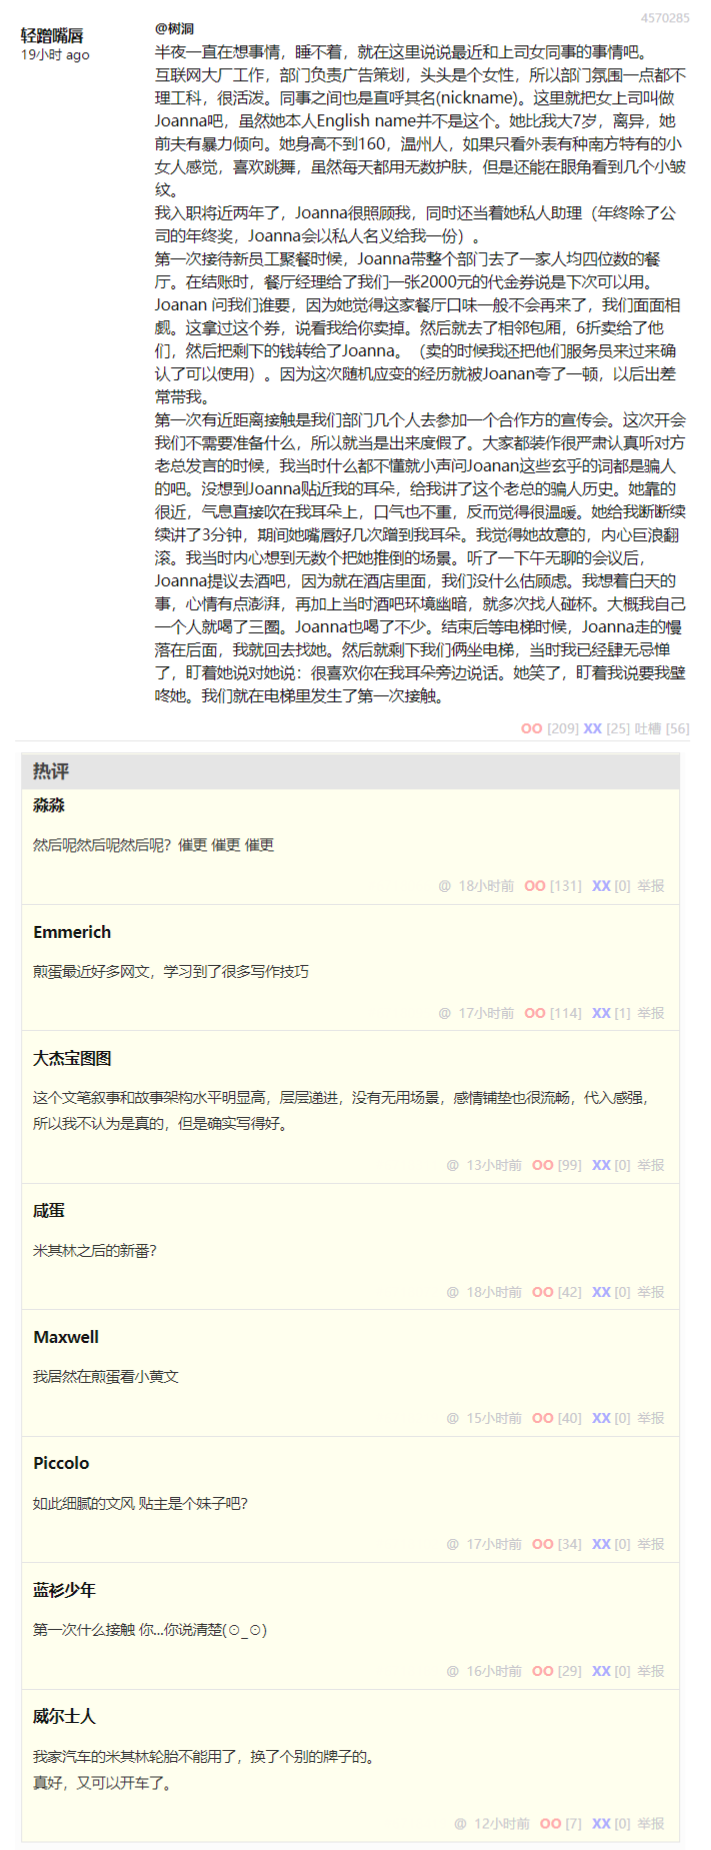 4570285
轻蹭嘴唇
19小时 ago
@树洞
半夜一直在想事情，睡不着，就在这里说说最近和上司女同事的事情吧。
互联网大厂工作，部门负责广告策划，头头是个女性，所以部门氛围一点都不
理工科，很活泼。同事之间也是直呼其名(nickname)。这里就把女上司叫做
Joanna吧，虽然她本人English name并不是这个。她比我大7岁，离异，她
前夫有暴力倾向。她身高不到160，温州人，如果只看外表有种南方特有的小
女人感觉，喜欢跳舞，虽然每天都用无数护肤，但是还能在眼角看到几个小皱
纹。
我入职将近两年了，Joanna很照顾我，同时还当着她私人助理（年终除了公
司的年终奖，Joanna会以私人名义给我一份）。
第一次接待新员工聚餐时候，Joanna带整个部门去了一家人均四位数的餐
厅。在结账时，餐厅经理给了我们一张2000元的代金券说是下次可以用。
Joanan 问我们谁要，因为她觉得这家餐厅口味一般不会再来了，我们面面相
觑。这拿过这个券，说看我给你卖掉。然后就去了相邻包厢，6折卖给了他
们，然后把剩下的钱转给了Joanna。（卖的时候我还把他们服务员来过来确
认了可以使用）。因为这次随机应变的经历就被Joanan夸了一顿，以后出差
常带我。
第一次有近距离接触是我们部门几个人去参加一个合作方的宣传会。这次开会
我们不需要准备什么，所以就当是出来度假了。大家都装作很严肃认真听对方
老总发言的时候，我当时什么都不懂就小声问Joanan这些玄乎的词都是骗人
的吧。没想到Joanna贴近我的耳朵，给我讲了这个老总的骗人历史。她靠的
很近，气息直接吹在我耳朵上，口气也不重，反而觉得很温暖。她给我断断续
续讲了3分钟，期间她嘴唇好几次蹭到我耳朵。我觉得她故意的，内心巨浪翻
滚。我当时内心想到无数个把她推倒的场景。听了一下午无聊的会议后，
Joanna提议去酒吧，因为就在酒店里面，我们没什么估顾虑。我想着白天的
事，心情有点澎湃，再加上当时酒吧环境幽暗，就多次找人碰杯。大概我自己
一个人就喝了三圈。Joanna也喝了不少。结束后等电梯时候，Joanna走的慢
落在后面，我就回去找她。然后就剩下我们俩坐电梯，当时我已经肆无忌惮
了，盯着她说对她说：很喜欢你在我耳朵旁边说话。她笑了，盯着我说要我壁
咚她。我们就在电梯里发生了第一次接触。
OO [209] XX [25] 吐槽 [56]
热评
淼淼
然后呢然后呢然后呢？催更 催更 催更
@ 18小时前 OO [131] XX [0] 举报
Emmerich
煎蛋最近好多网文，学习到了很多写作技巧
@ 17小时前 OO [114] XX [1] 举报
大杰宝图图
这个文笔叙事和故事架构水平明显高，层层递进，没有无用场景，感情铺垫也很流畅，代入感强，
所以我不认为是真的，但是确实写得好。
@ 13小时前 OO [99] XX [0] 举报
咸蛋
米其林之后的新番？
@ 18小时前 OO [42] XX [0] 举报
Maxwell
我居然在煎蛋看小黄文
@ 15小时前 OO [40] XX [0] 举报
Piccolo
如此细腻的文风 贴主是个妹子吧？
@ 17小时前 OO [34] XX [0] 举报
蓝衫少年
第一次什么接触 你...你说清楚(⊙_⊙)
@ 16小时前 OO [29] XX [0] 举报
威尔士人
我家汽车的米其林轮胎不能用了，换了个别的牌子的。
真好，又可以开车了。
@ 12小时前 OO [7] XX [0] 举报